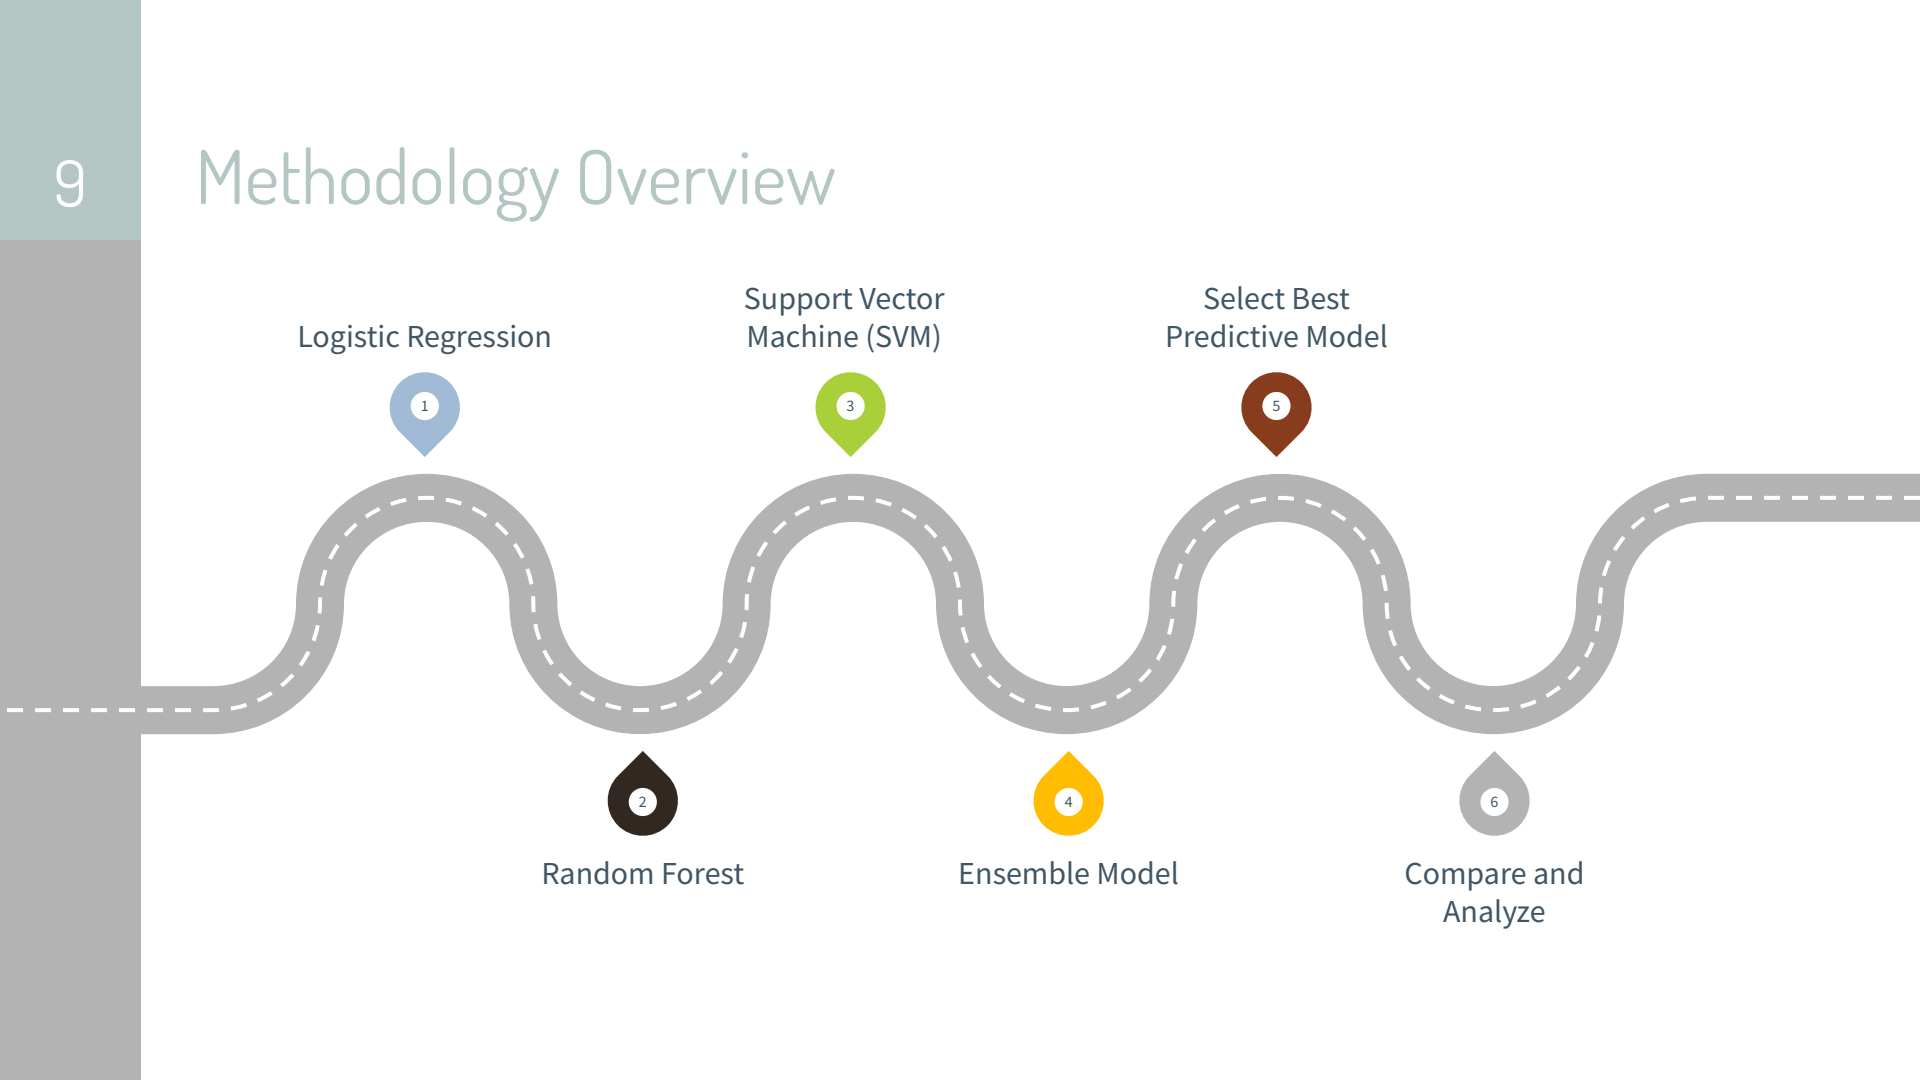 9
Methodology Overview
Logistic Regression
1
Random Forest
2
Support Vector
Machine (SVM)
3
Ensemble Model
4
Select Best
Predictive Model
5
Compare and
Analyze
6